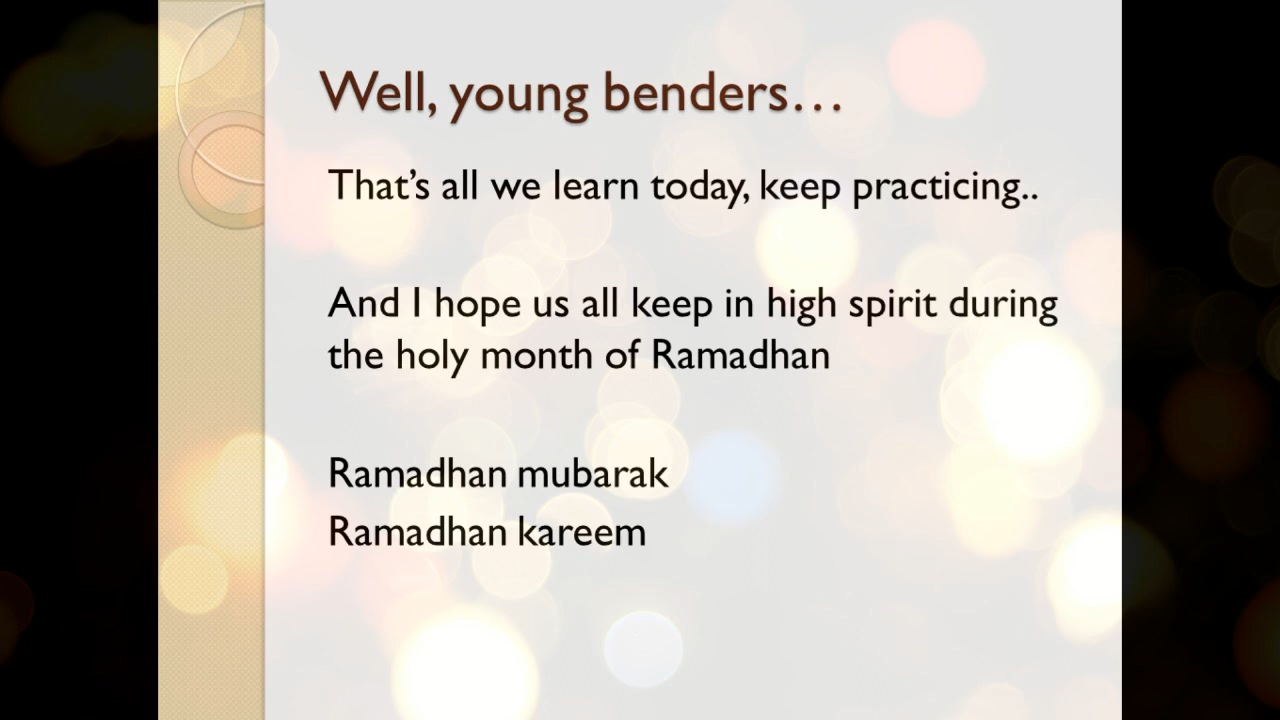 Well, young benders…
That’s all we learn today, keep practicing..
And I hope us all keep in high spirit during
the holy month of Ramadhan
Ramadhan mubarak
Ramadhan kareem